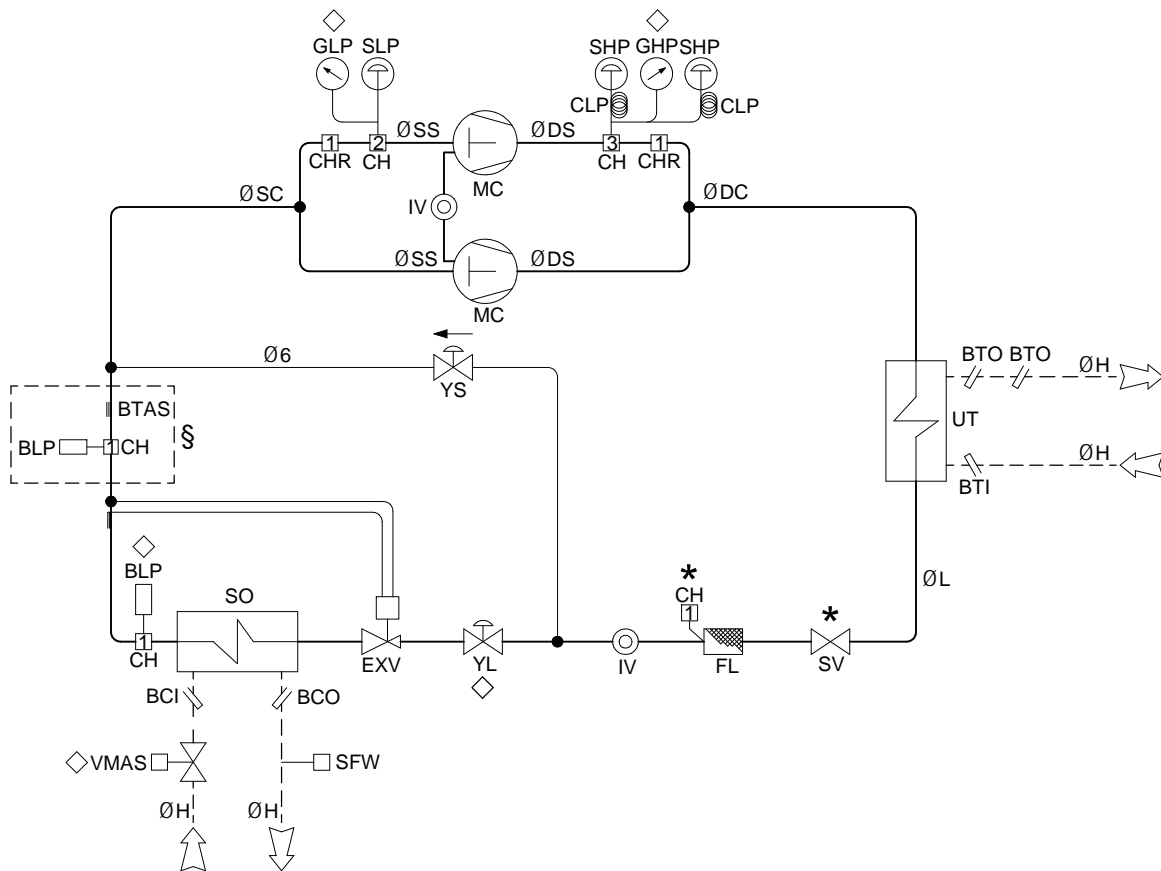 GLP SLP SHP GHP SHP
CLP CLP
ØSS ØDS
1 2 3 1
CHR CH CH CHR
MC
ØSC IV ØDC
ØSS ØDS
MC
Ø6
YS
BTO BTO ØH
BTAS
UT
BLP 1 CH §
ØH
BTI
BLP
* CH 1
ØL
SO
*
1
CH
EXV YL IV FL SV
BCI BCO
VMAS SFW
ØH ØH